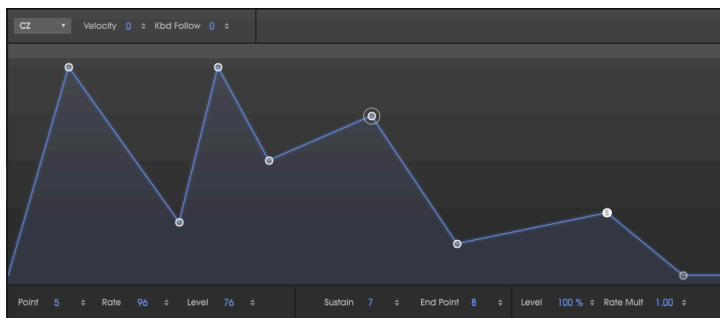 CZ Velocity 0 Kbd Follow 0
S
Point 5 Rate 96 Level 76 Sustain 7 End Point 8 Level 100 % Rate Mult 1.00